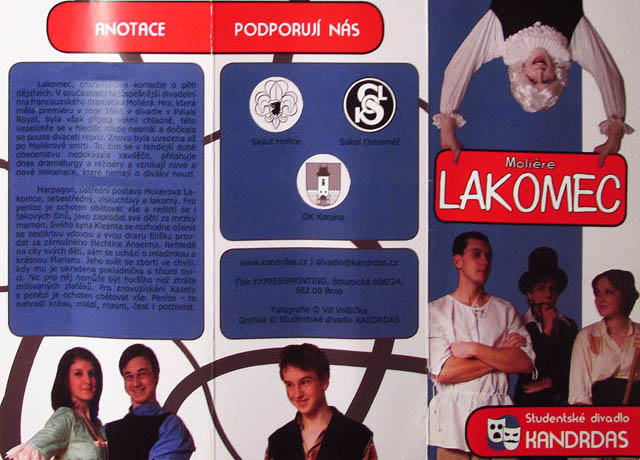 ANOTACE
Lakomec, charakterová komedie o pěti
dějstvích. V současnosti nejúspěšnější divadelní
hra francouzského dramatika Moliéra. Hra, která
měla premiéru v roce 1668 v divadle v Palais
Royal, byla však přijata velmi chladně, této
veselohře se v hledišti nikdo nesmál a dočkala
se pouze dvaceti repríz. Znovu byla uvedena až
po Moliérově smrti. To, čím se v tehdejší době
obecenstvu nedokázala zavděčit, přitahuje
dnes dramaturgy a režiséry a vznikají nové a
nové inscenace, které nemají o diváky nouzi.
Harpagon, ústřední postava Moliérova La-
komce, sebestředný, ziskuchtivý a lakomý. Pro
peníze je ochoten obětovat vše a neštítí se i
takových činů, jako zaprodat své děti za mrzký
mamon. Svého syna Kleanta se rozhodne oženit
se zestárlou vdovou a svou dceru Elišku provdat
za zámožného šlechtice Anselma. Nehledě
na city svých dětí, sám se uchází o mladinkou a
krásnou Marianu. Jeho svět se zboří ve chvíli,
kdy mu je ukradena pokladnička s třiceti tisí-
ci. Nic pro něj nemůže být horšího než ztráta
milovaných zlaťáků. Pro znovuzískání kazety
s penězi je ochoten obětovat vše. Peníze – to
nahradí krásu, mládí, rozum, čest i poctivost.
PODPORUJÍ NÁS
Skaut Hořice
Sokol Ostroměř
DK Koruna
www.kandrdas.cz | divadlo@kandrdas.cz
Tisk EXPRESSPRINTING, Botanická 606/24,
602 00 Brno
Fotografie © Vít Volšička
Grafika © Studentské divadlo KANDRDAS
Moliére
LAKOMEC
Studentské divadlo
KANDRDAS